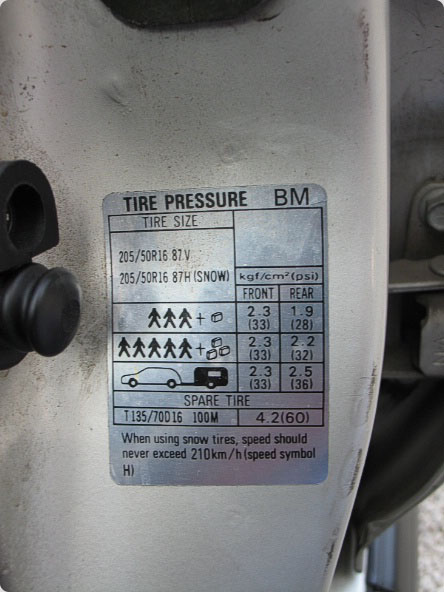 TIRE PRESSURE BM
TIRE SIZE
205/50R16 87V
205/50R16 87H (SNOW) kgf/cm² (psi)
FRONT REAR
+ 2.3 1.9
(33) (28)
+ 2.3 2.2
(33) (32)
2.3 2.5
(33) (36)
SPARE TIRE
T135/70D16 100M 4.2(60)
When using snow tires, speed should
never exceed 210km/h (speed symbol
H)